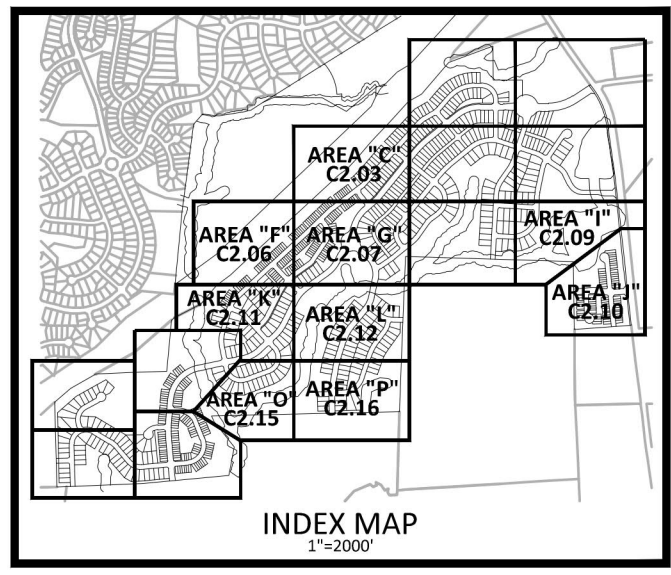 AREA "C"
C2.03
AREA "F"
C2.06
AREA "G"
C2.07
AREA "I"
C2.09
AREA "K"
C2.11
AREA "L"
C2.12
AREA "J"
C2.10
AREA "O"
C2.15
AREA "P"
C2.16
INDEX MAP
1"=2000'